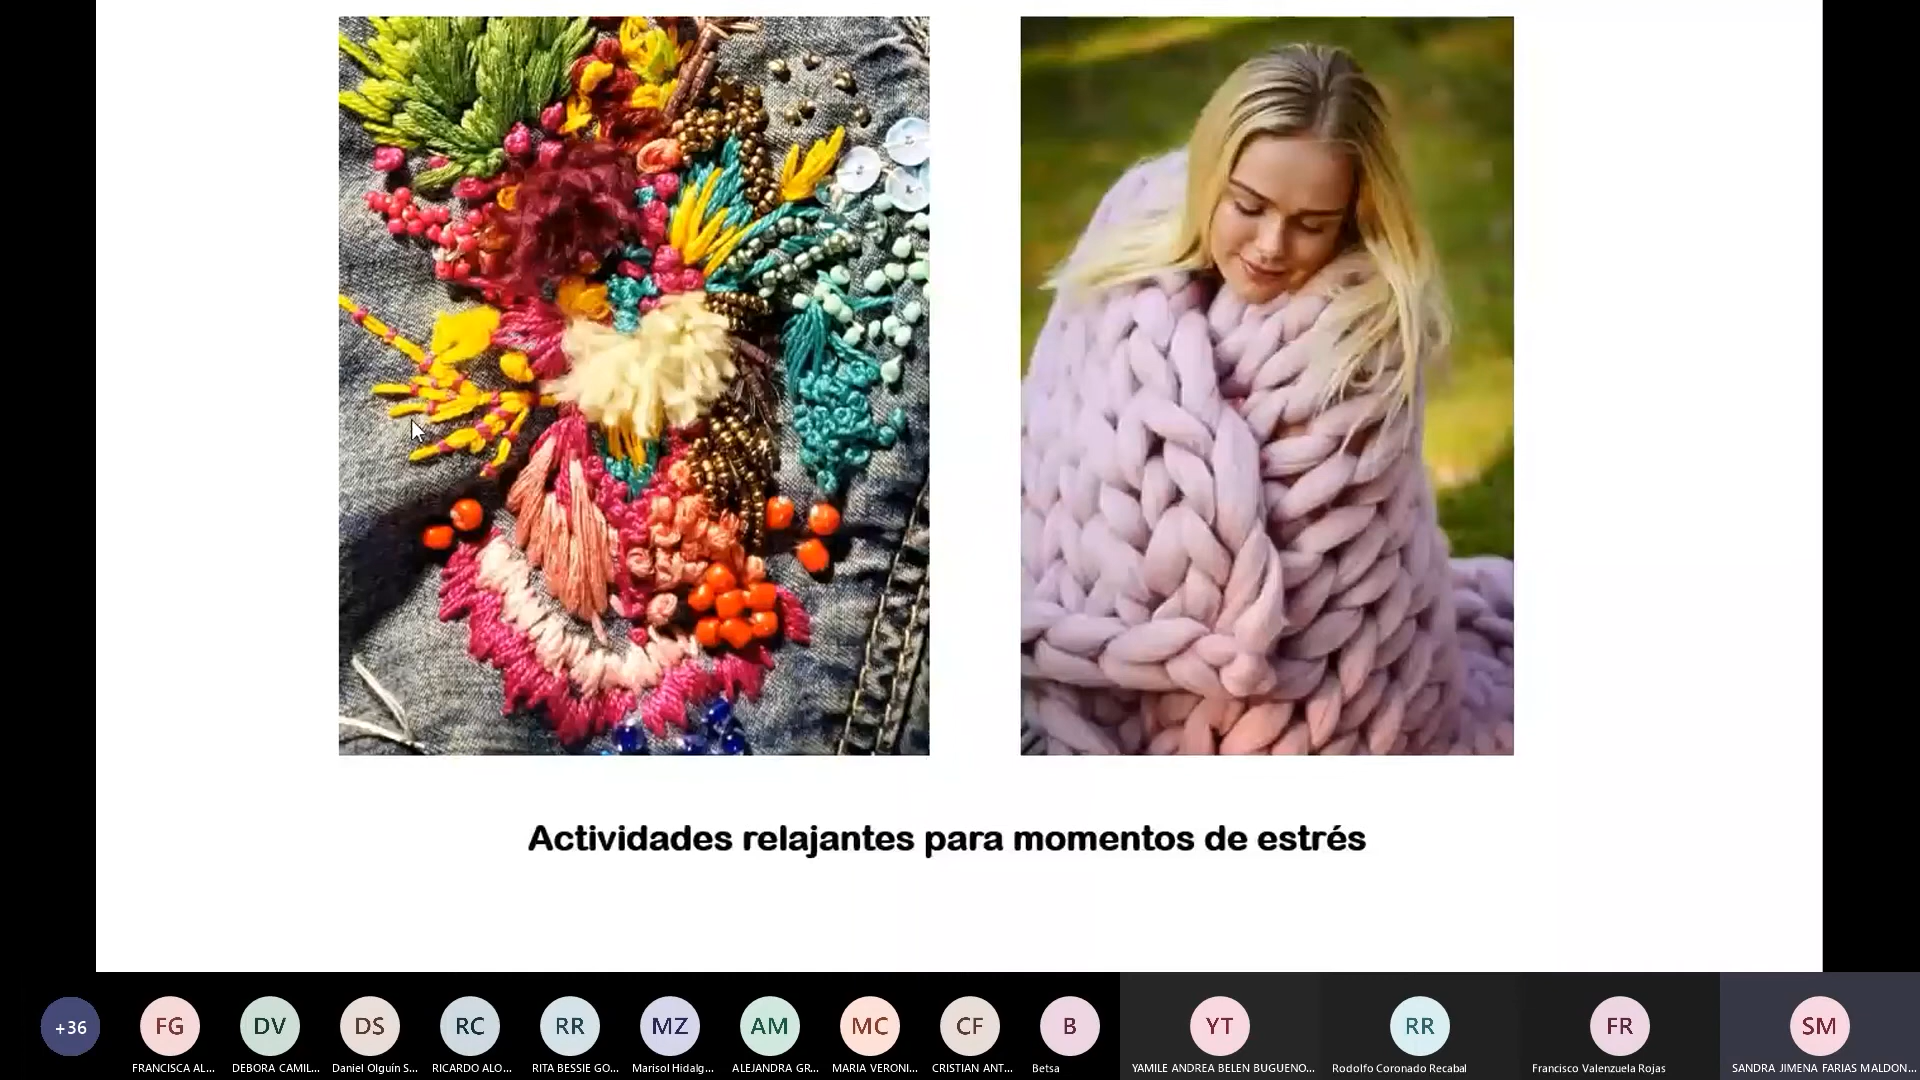 Actividades relajantes para momentos de estrés
+36
FG
DV
DS
RC
RR
MZ
AM
MC
CF
B
YT
RR
FR
SM
FRANCISCA AL...
DEBORA CAMIL...
Daniel Olguín S...
RICARDO ALO...
RITA BESSIE GO...
Marisol Hidalg...
ALEJANDRA GR...
MARIA VERONI...
CRISTIAN ANT...
Betsa
YAMILE ANDREA BELEN BUGUENO...
Rodolfo Coronado Recabal
Francisco Valenzuela Rojas
SANDRA JIMENA FARIAS MALDON...